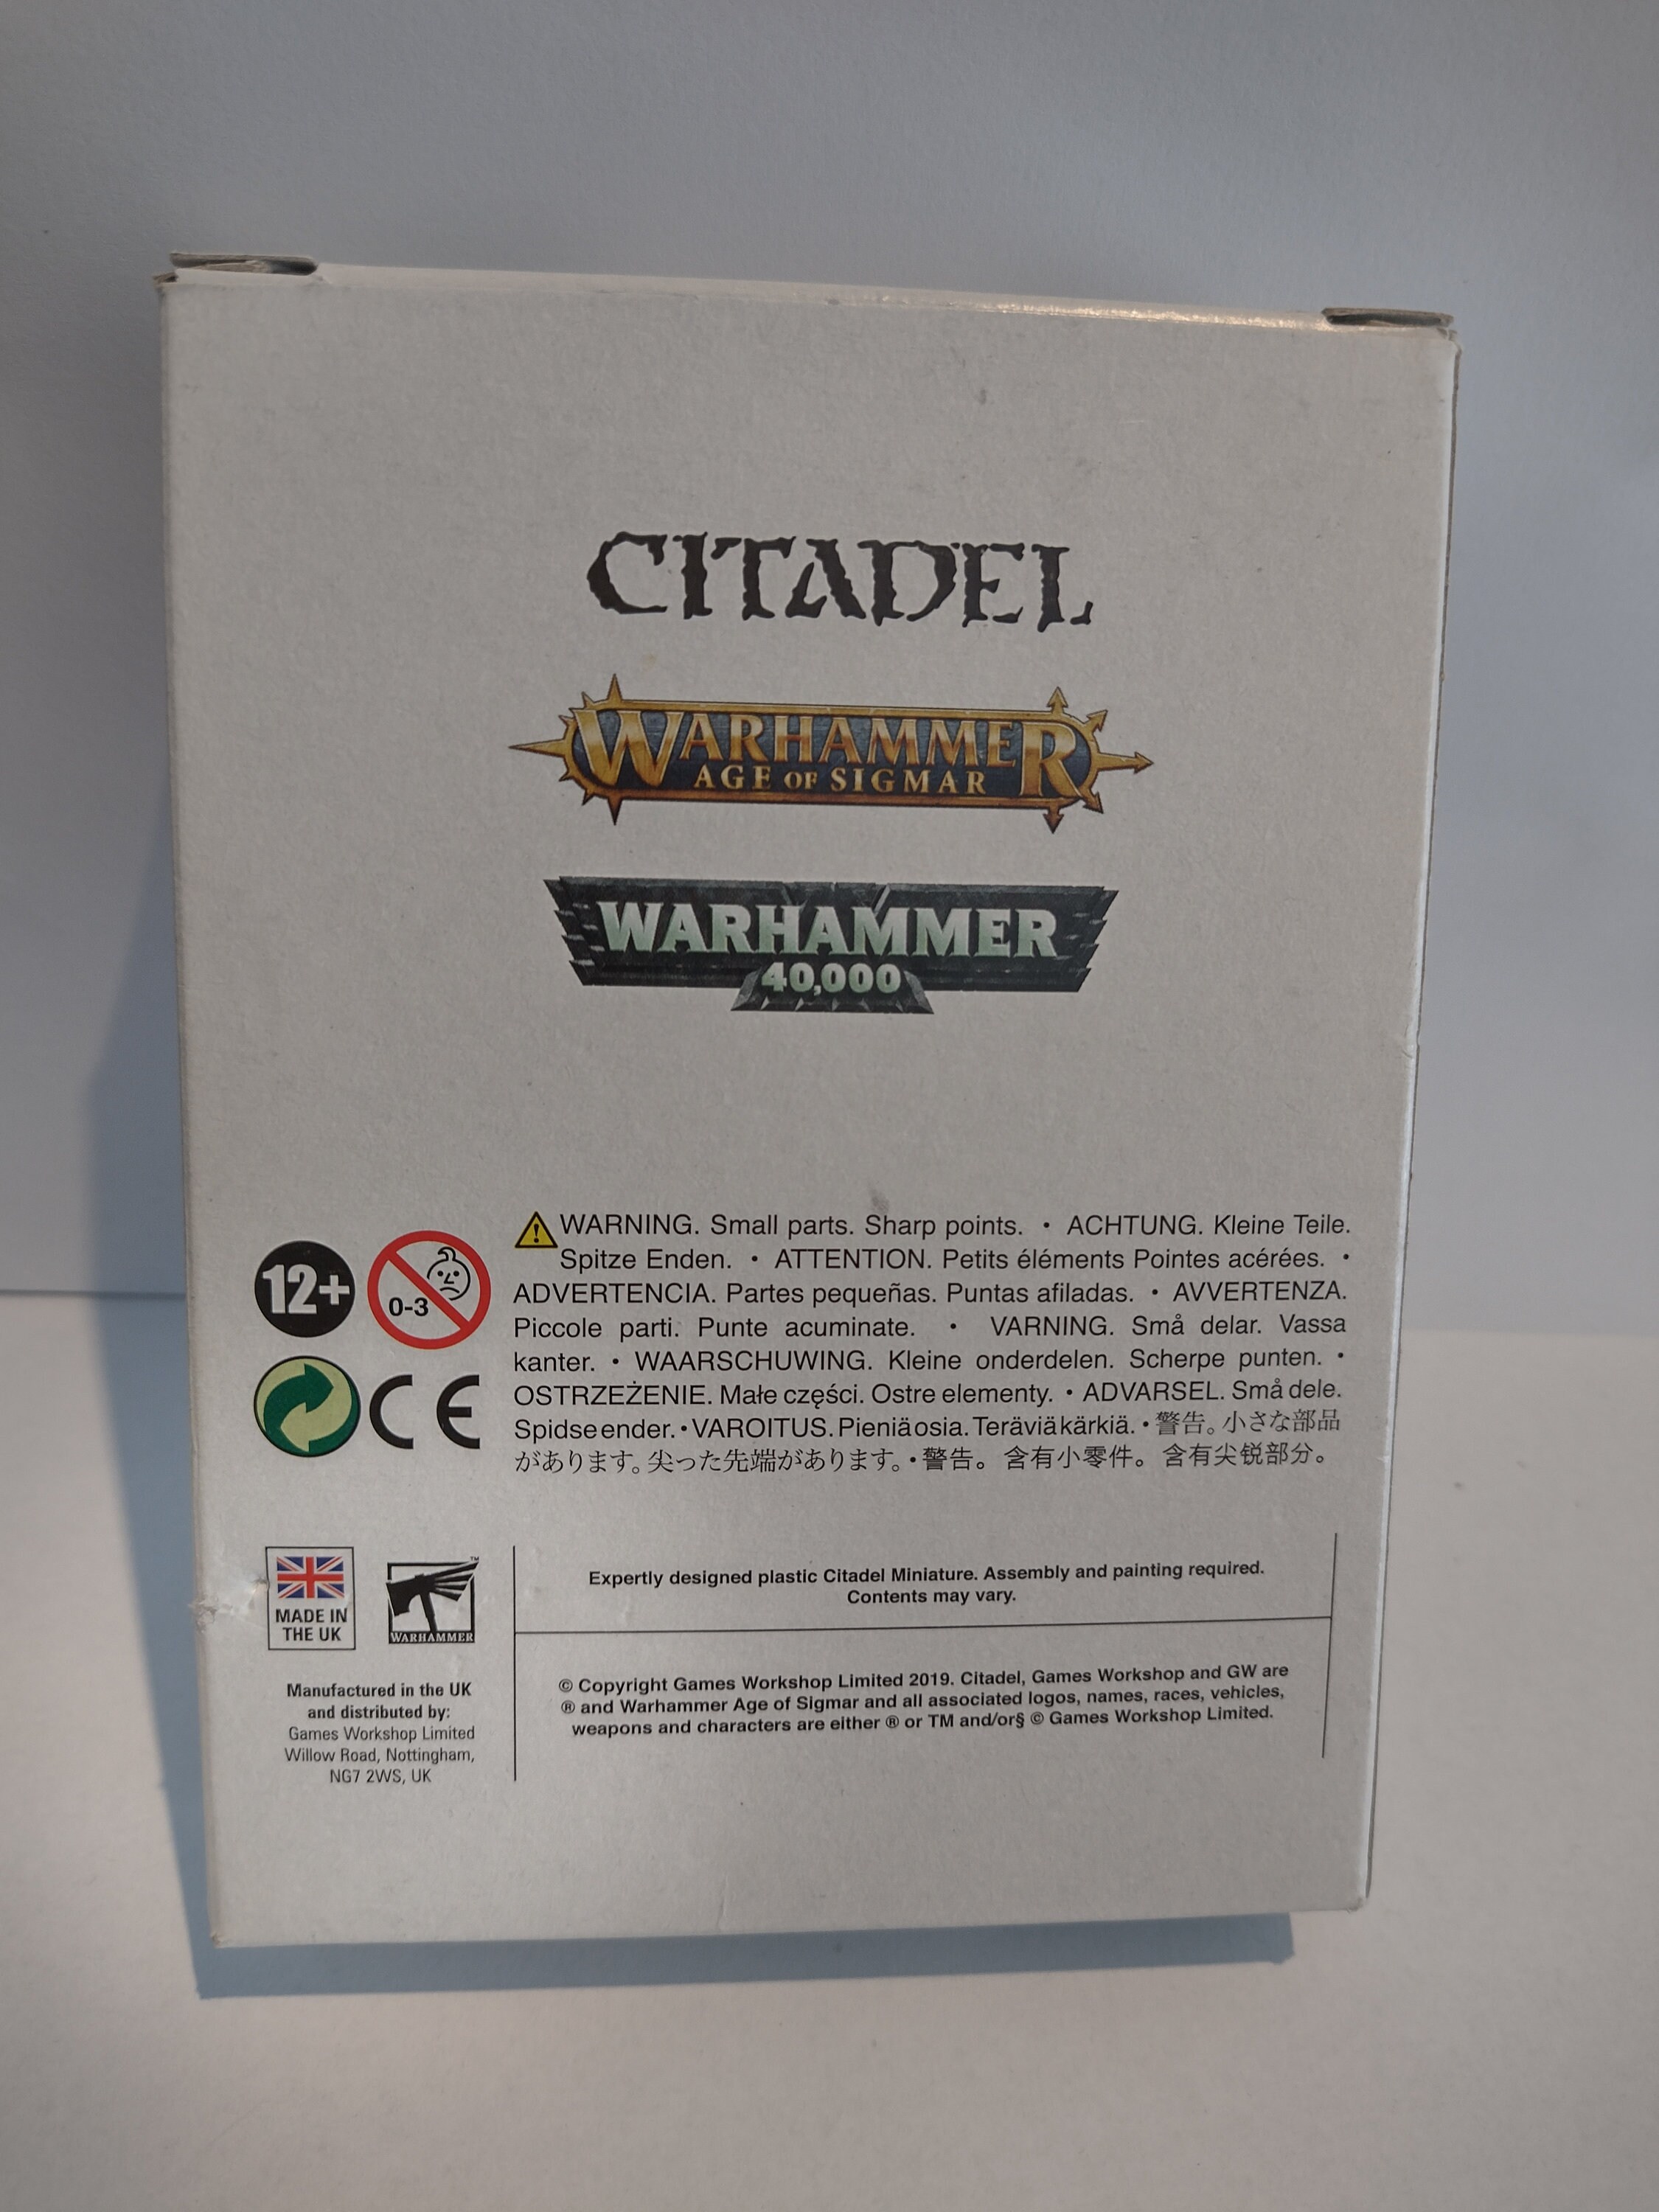 CITADEL
WARHAMMER
AGE OF SIGMAR
WARHAMMER
40,000
12+
0-3
CE
WARNING. Small parts. Sharp points. • ACHTUNG. Kleine Teile.
Spitze Enden. • ATTENTION. Petits éléments Pointes acérées. •
ADVERTENCIA. Partes pequeñas. Puntas afiladas. • AVVERTENZA.
Piccole parti. Punte acuminate. • VARNING. Små delar. Vassa
kanter. • WAARSCHUWING. Kleine onderdelen. Scherpe punten. •
OSTRZEŻENIE. Małe części. Ostre elementy. • ADVARSEL. Små dele.
Spidse ender. • VAROITUS. Pieniä osia. Teräviä kärkiä. • 警告。小さな部品
があります。尖った先端があります。• 警告。 含有小零件。 含有尖锐部分。
MADE IN
THE UK
WARHAMMER
TM
Manufactured in the UK
and distributed by:
Games Workshop Limited
Willow Road, Nottingham,
NG7 2WS, UK
Expertly designed plastic Citadel Miniature. Assembly and painting required.
Contents may vary.
© Copyright Games Workshop Limited 2019. Citadel, Games Workshop and GW are
® and Warhammer Age of Sigmar and all associated logos, names, races, vehicles,
weapons and characters are either ® or TM and/or§ © Games Workshop Limited.